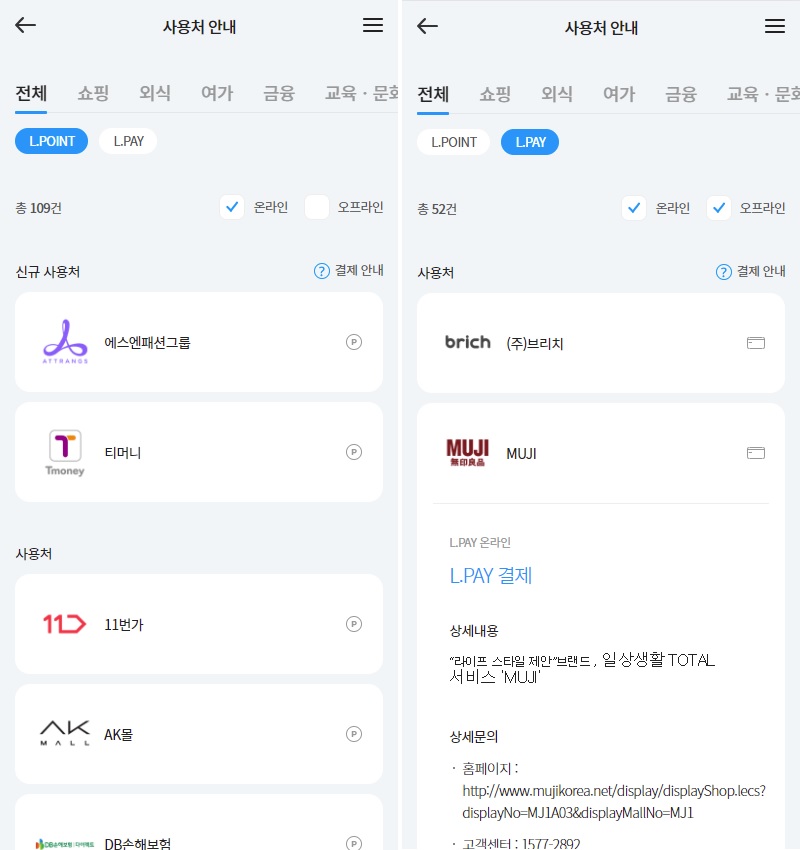 사용처 안내
전체 쇼핑 외식 여가 금융 교육 · 문화
L.POINT L.PAY
총 109건 온라인 오프라인
신규 사용처 ? 결제 안내
ATTRANGS 에스엔패션그룹 P
T
Tmoney 티머니 P
사용처
11번가 P
AK
MALL AK몰 P
DB손해보험 다이렉트 DB손해보험 P
사용처 안내
전체 쇼핑 외식 여가 금융 교육 · 문화
L.POINT L.PAY
총 52건 온라인 오프라인
사용처 ? 결제 안내
brich (주)브리치
MUJI
無印良品 MUJI
L.PAY 온라인
L.PAY 결제
상세내용
“라이프 스타일 제안”브랜드 , 일상생활 TOTAL
서비스 'MUJI'
상세문의
· 홈페이지 :
http://www.mujikorea.net/display/displayShop.lecs?
displayNo=MJ1A03&displayMallNo=MJ1
· 고객센터 : 1577-2892